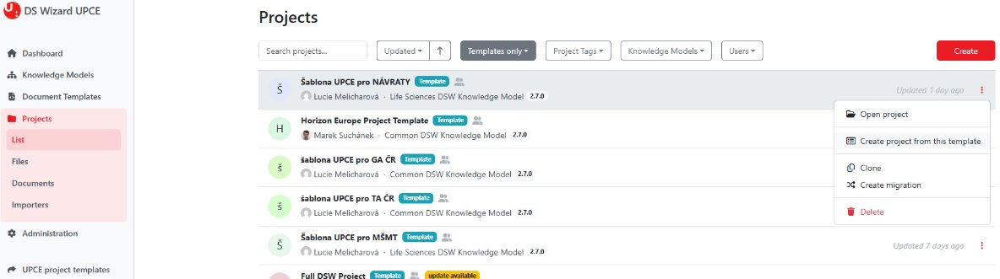 DS Wizard UPCE
Dashboard
Knowledge Models
Document Templates
Projects
List
Files
Documents
Importers
Administration
UPCE project templates
Projects
Search projects... Updated Templates only Project Tags Knowledge Models Users Create
Š Šablona UPCE pro NÁVRATY Template
Lucie Melicharová · Life Sciences DSW Knowledge Model 2.7.0 Updated 1 day ago
H Horizon Europe Project Template Template
Marek Suchánek · Common DSW Knowledge Model 2.7.0
š šablona UPCE pro GA ČR Template
Lucie Melicharová · Common DSW Knowledge Model 2.7.0
š šablona UPCE pro TA ČR Template
Lucie Melicharová · Common DSW Knowledge Model 2.7.0
Š Šablona UPCE pro MŠMT Template
Lucie Melicharová · Life Sciences DSW Knowledge Model 2.7.0 Updated 7 days ago
Full DSW Project Template update available
Open project
Create project from this template
Clone
Create migration
Delete